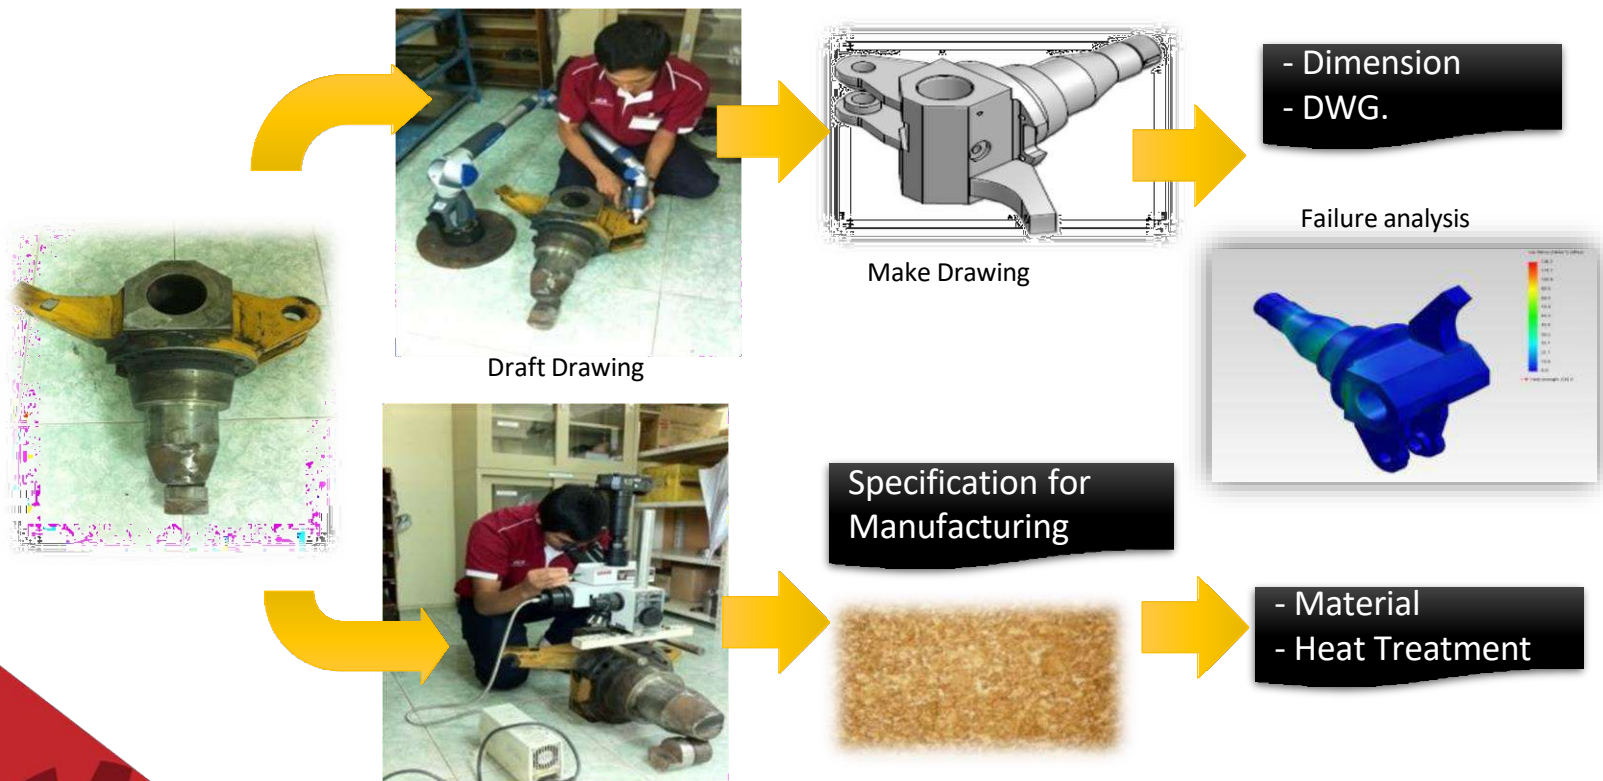 - Dimension
- DWG.
Failure analysis
Make Drawing
Draft Drawing
Specification for
Manufacturing
- Material
- Heat Treatment